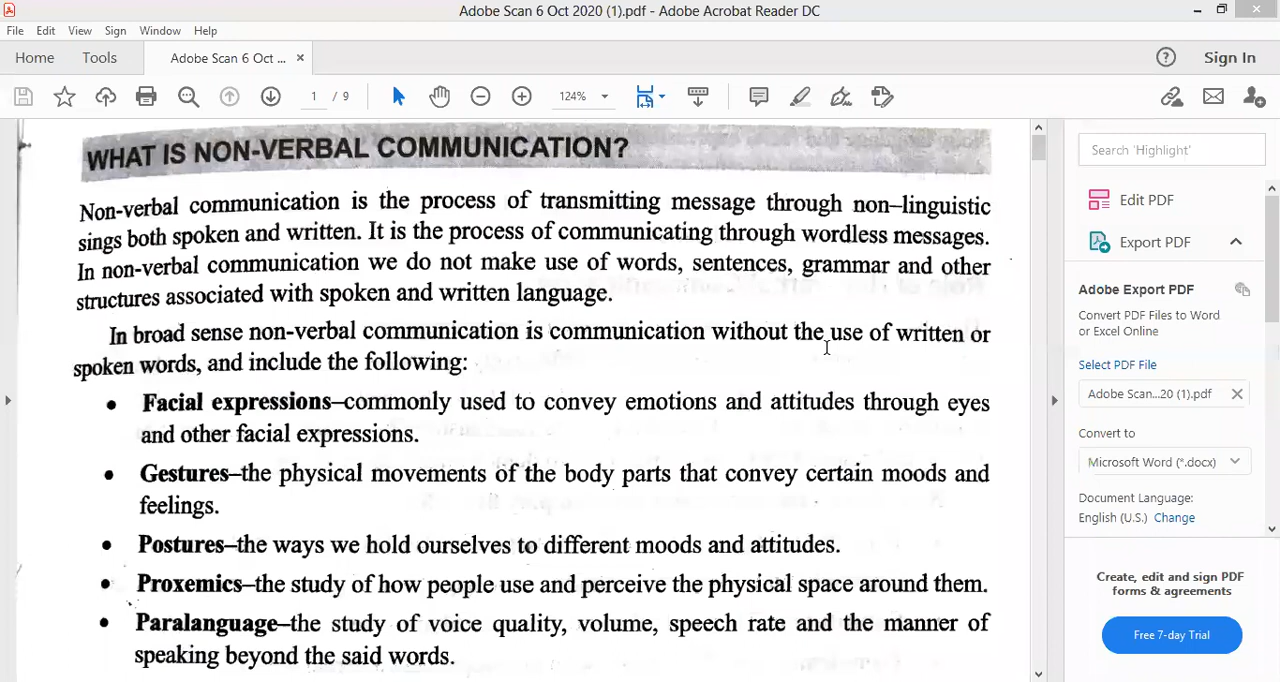 Adobe Scan 6 Oct 2020 (1).pdf - Adobe Acrobat Reader DC
File Edit View Sign Window Help
Home Tools Adobe Scan 6 Oct ... × Sign In
1 / 9 124%
WHAT IS NON-VERBAL COMMUNICATION?
Non-verbal communication is the process of transmitting message through non–linguistic
sings both spoken and written. It is the process of communicating through wordless messages.
In non-verbal communication we do not make use of words, sentences, grammar and other
structures associated with spoken and written language.
In broad sense non-verbal communication is communication without the use of written or
spoken words, and include the following:
• Facial expressions–commonly used to convey emotions and attitudes through eyes
and other facial expressions.
• Gestures–the physical movements of the body parts that convey certain moods and
feelings.
• Postures–the ways we hold ourselves to different moods and attitudes.
• Proxemics–the study of how people use and perceive the physical space around them.
• Paralanguage–the study of voice quality, volume, speech rate and the manner of
speaking beyond the said words.
Search 'Highlight'
Edit PDF
Export PDF
Adobe Export PDF
Convert PDF Files to Word
or Excel Online
Select PDF File
Adobe Scan...20 (1).pdf
Convert to
Microsoft Word (*.docx)
Document Language:
English (U.S.) Change
Create, edit and sign PDF
forms & agreements
Free 7-day Trial